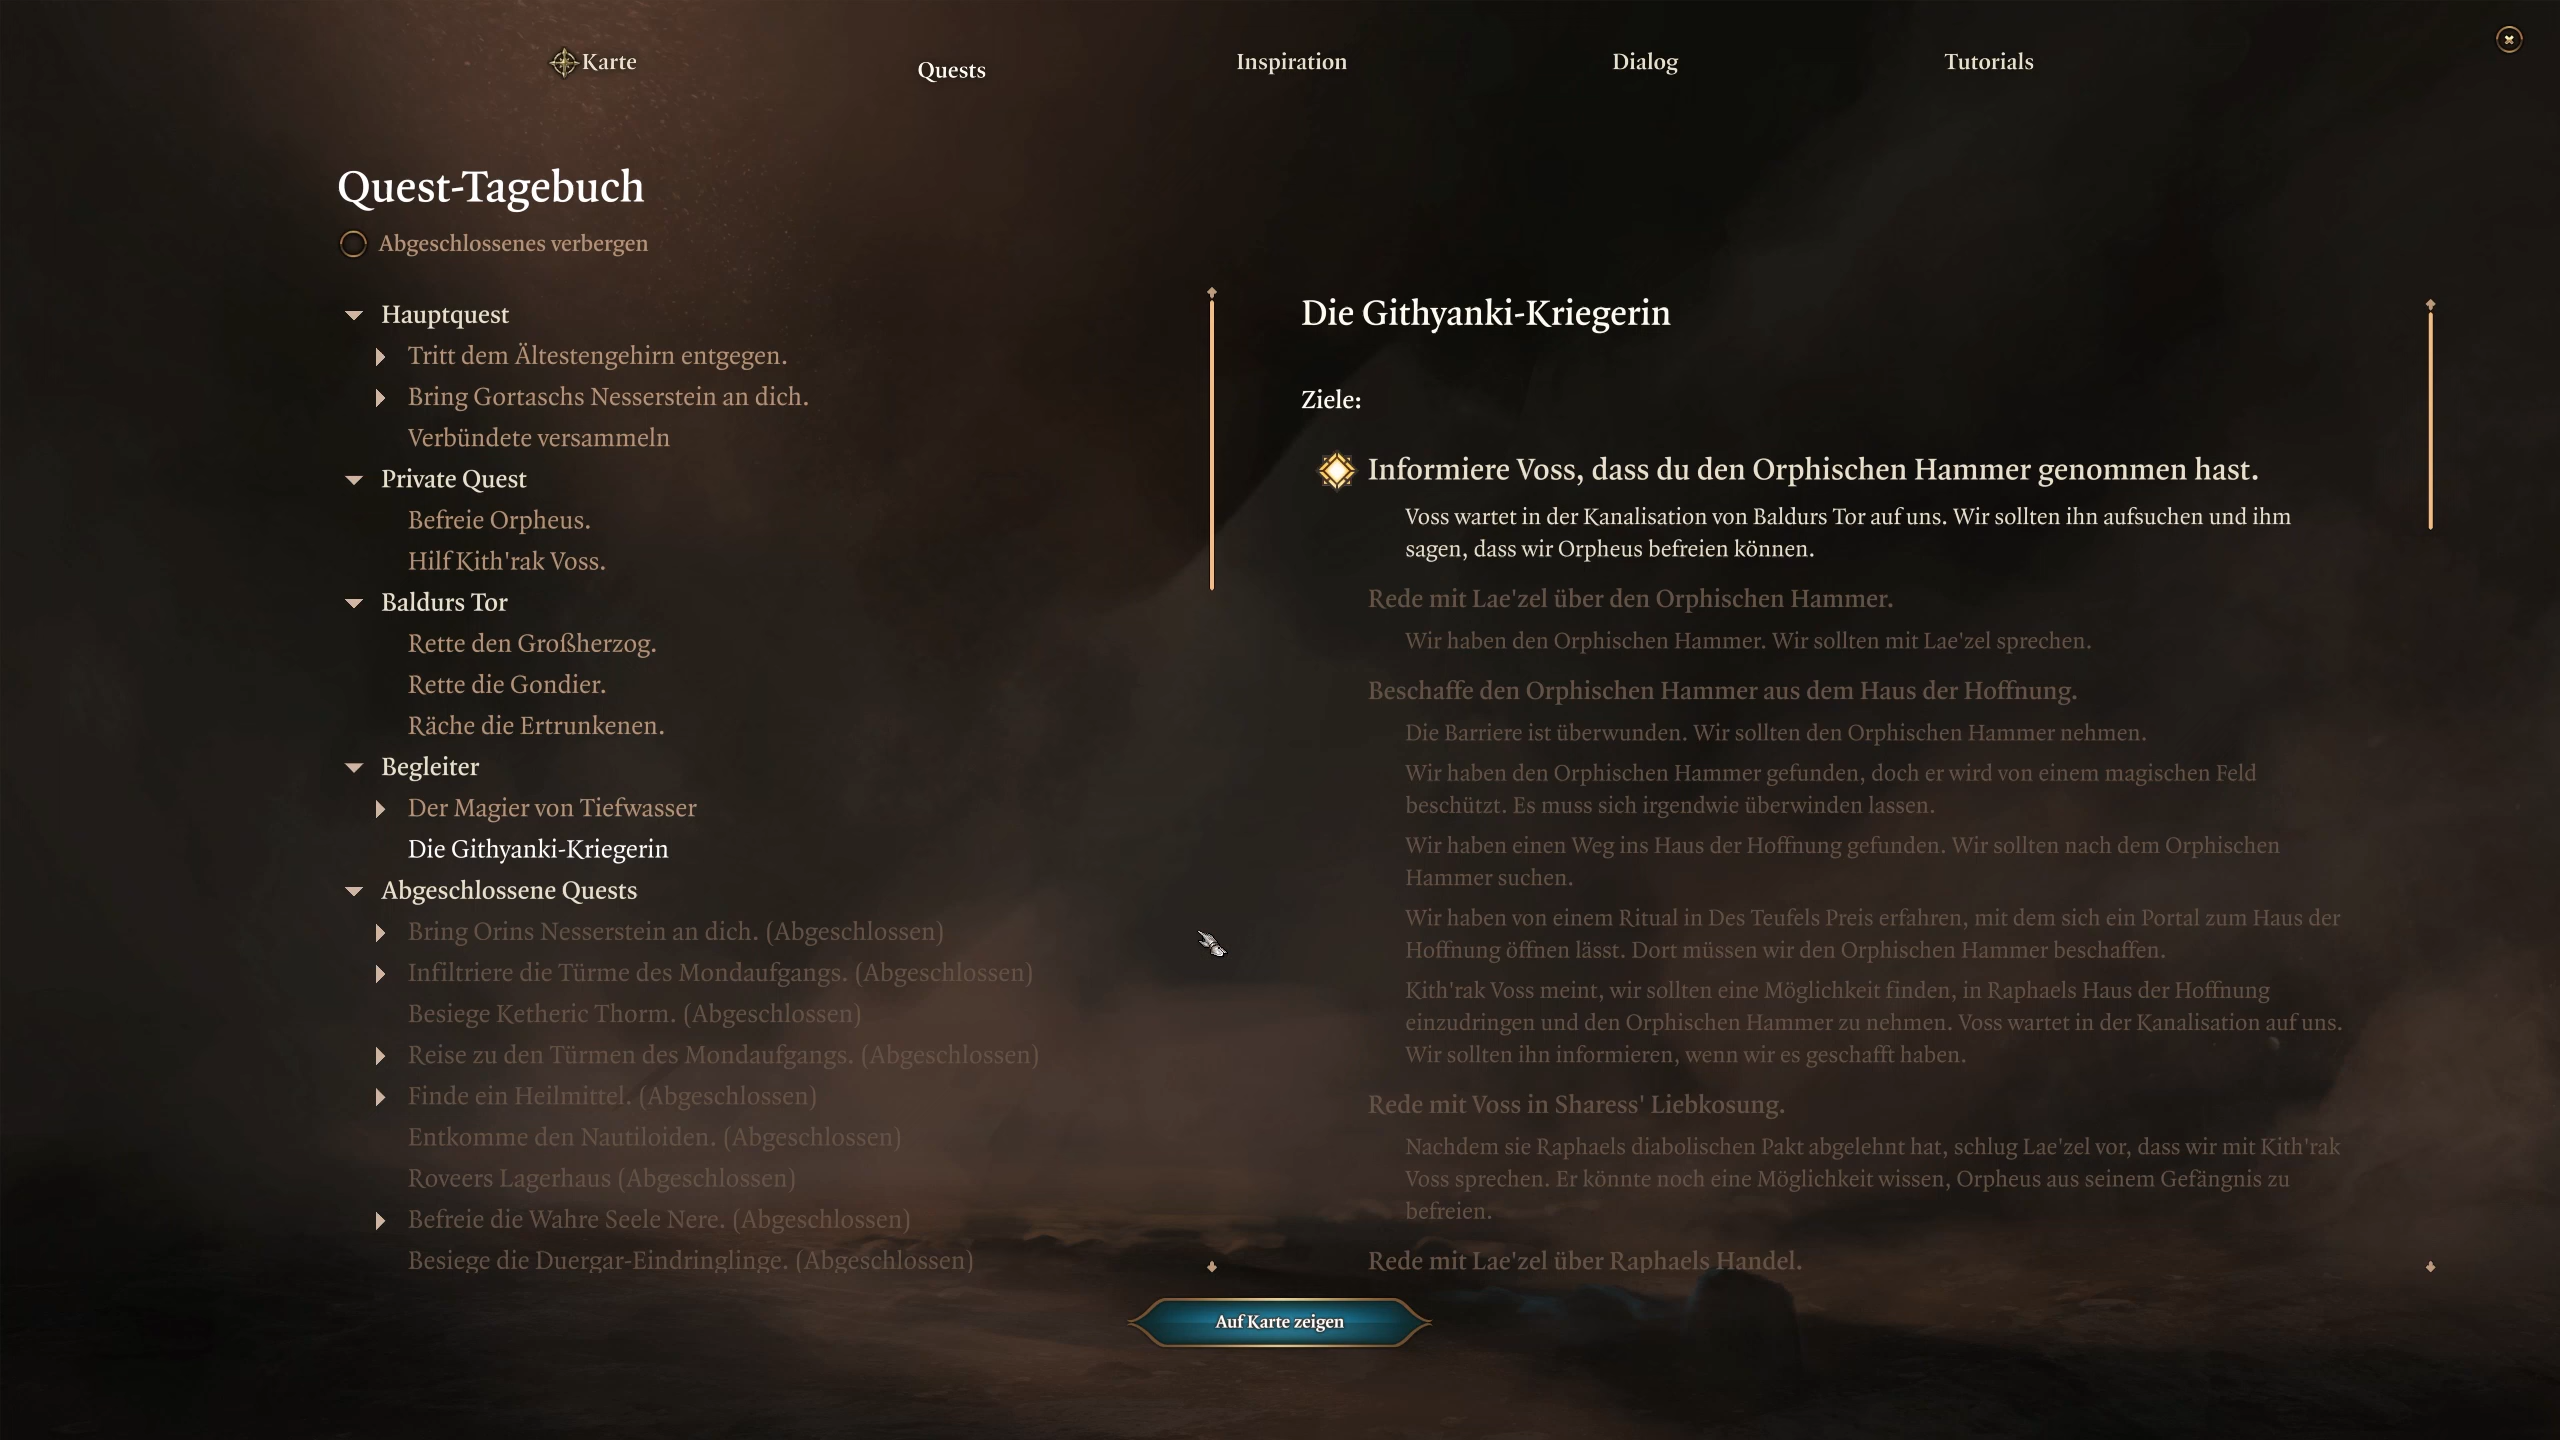 Karte
Quests
Inspiration
Dialog
Tutorials
Quest-Tagebuch
Abgeschlossenes verbergen
Hauptquest
Tritt dem Ältestengehirn entgegen.
Bring Gortaschs Nesserstein an dich.
Verbündete versammeln
Private Quest
Befreie Orpheus.
Hilf Kith'rak Voss.
Baldurs Tor
Rette den Großherzog.
Rette die Gondier.
Räche die Ertrunkenen.
Begleiter
Der Magier von Tiefwasser
Die Githyanki-Kriegerin
Abgeschlossene Quests
Bring Orins Nesserstein an dich. (Abgeschlossen)
Infiltriere die Türme des Mondaufgangs. (Abgeschlossen)
Besiege Ketheric Thorm. (Abgeschlossen)
Reise zu den Türmen des Mondaufgangs. (Abgeschlossen)
Finde ein Heilmittel. (Abgeschlossen)
Entkomme den Nautiloiden. (Abgeschlossen)
Roveers Lagerhaus (Abgeschlossen)
Befreie die Wahre Seele Nere. (Abgeschlossen)
Besiege die Duergar-Eindringlinge. (Abgeschlossen)
Die Githyanki-Kriegerin
Ziele:
Informiere Voss, dass du den Orphischen Hammer genommen hast.
Voss wartet in der Kanalisation von Baldurs Tor auf uns. Wir sollten ihn aufsuchen und ihm
sagen, dass wir Orpheus befreien können.
Rede mit Lae'zel über den Orphischen Hammer.
Wir haben den Orphischen Hammer. Wir sollten mit Lae'zel sprechen.
Beschaffe den Orphischen Hammer aus dem Haus der Hoffnung.
Die Barriere ist überwunden. Wir sollten den Orphischen Hammer nehmen.
Wir haben den Orphischen Hammer gefunden, doch er wird von einem magischen Feld
beschützt. Es muss sich irgendwie überwinden lassen.
Wir haben einen Weg ins Haus der Hoffnung gefunden. Wir sollten nach dem Orphischen
Hammer suchen.
Wir haben von einem Ritual in Des Teufels Preis erfahren, mit dem sich ein Portal zum Haus der
Hoffnung öffnen lässt. Dort müssen wir den Orphischen Hammer beschaffen.
Kith'rak Voss meint, wir sollten eine Möglichkeit finden, in Raphaels Haus der Hoffnung
einzudringen und den Orphischen Hammer zu nehmen. Voss wartet in der Kanalisation auf uns.
Wir sollten ihn informieren, wenn wir es geschafft haben.
Rede mit Voss in Sharess' Liebkosung.
Nachdem sie Raphaels diabolischen Pakt abgelehnt hat, schlug Lae'zel vor, dass wir mit Kith'rak
Voss sprechen. Er könnte noch eine Möglichkeit wissen, Orpheus aus seinem Gefängnis zu
befreien.
Rede mit Lae'zel über Raphaels Handel.
Auf Karte zeigen